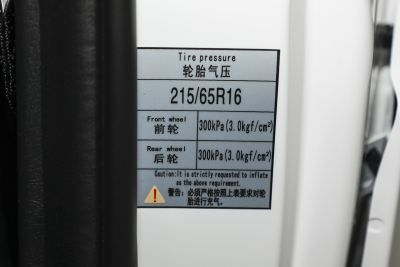 Tire pressure
轮胎气压
215/65R16
Front wheel
前轮
300kPa(3.0kgf/cm²)
Rear wheel
后轮
300kPa(3.0kgf/cm²)
Caution:It is strictly requested to inflate
as the above requirement.
警告:必须严格按照上表要求对轮
胎进行充气。